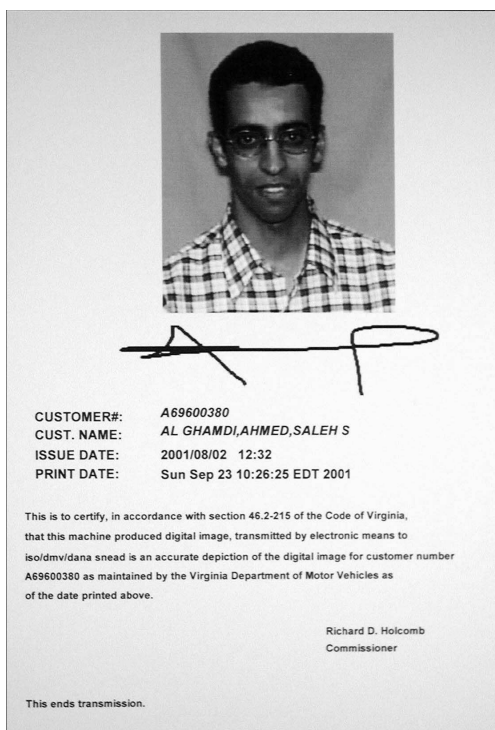 CUSTOMER#: A69600380
CUST. NAME: AL GHAMDI,AHMED,SALEH S
ISSUE DATE: 2001/08/02 12:32
PRINT DATE: Sun Sep 23 10:26:25 EDT 2001
This is to certify, in accordance with section 46.2-215 of the Code of Virginia,
that this machine produced digital image, transmitted by electronic means to
iso/dmv/dana snead is an accurate depiction of the digital image for customer number
A69600380 as maintained by the Virginia Department of Motor Vehicles as
of the date printed above.
Richard D. Holcomb
Commissioner
This ends transmission.